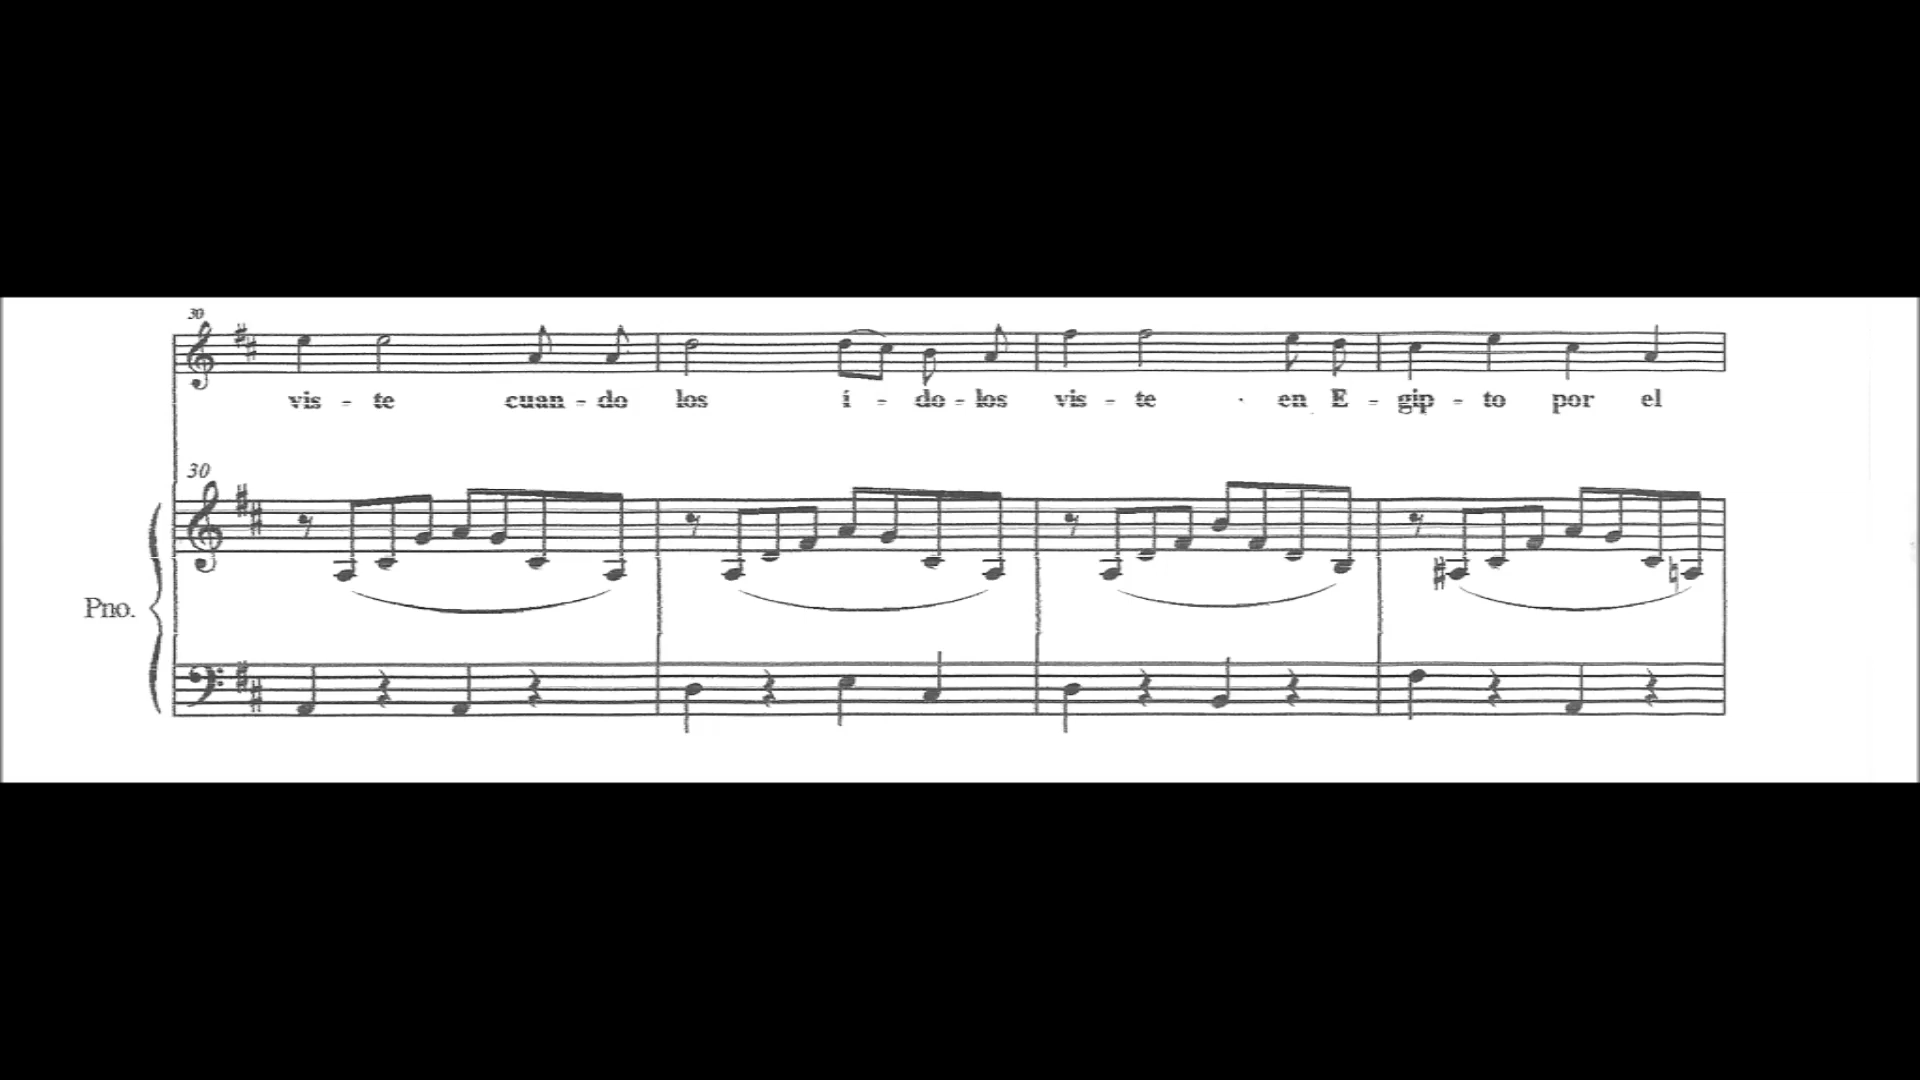 30
vis - te cuan - do los í - do - los vis - te en E - gip - to por el
30
Pno.